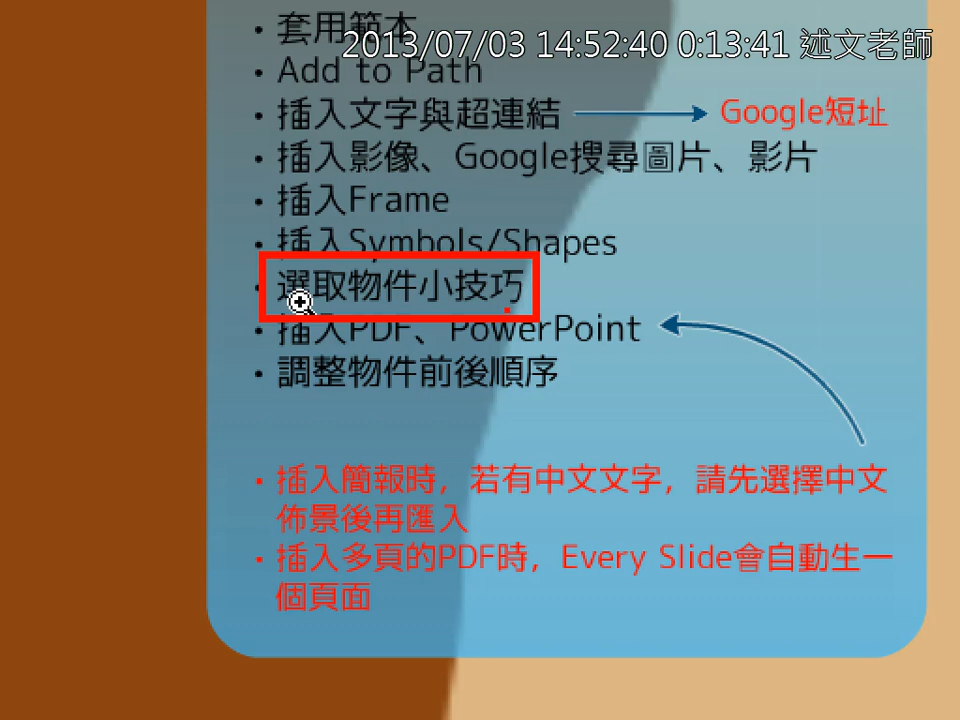 • 套用範本
2013/07/03 14:52:40 0:13:41 述文老師
• Add to Path
• 插入文字與超連結
Google短址
• 插入影像、Google搜尋圖片、影片
• 插入Frame
• 插入Symbols/Shapes
• 選取物件小技巧
• 插入PDF、PowerPoint
• 調整物件前後順序
• 插入簡報時，若有中文文字，請先選擇中文
佈景後再匯入
• 插入多頁的PDF時，Every Slide會自動生一
個頁面